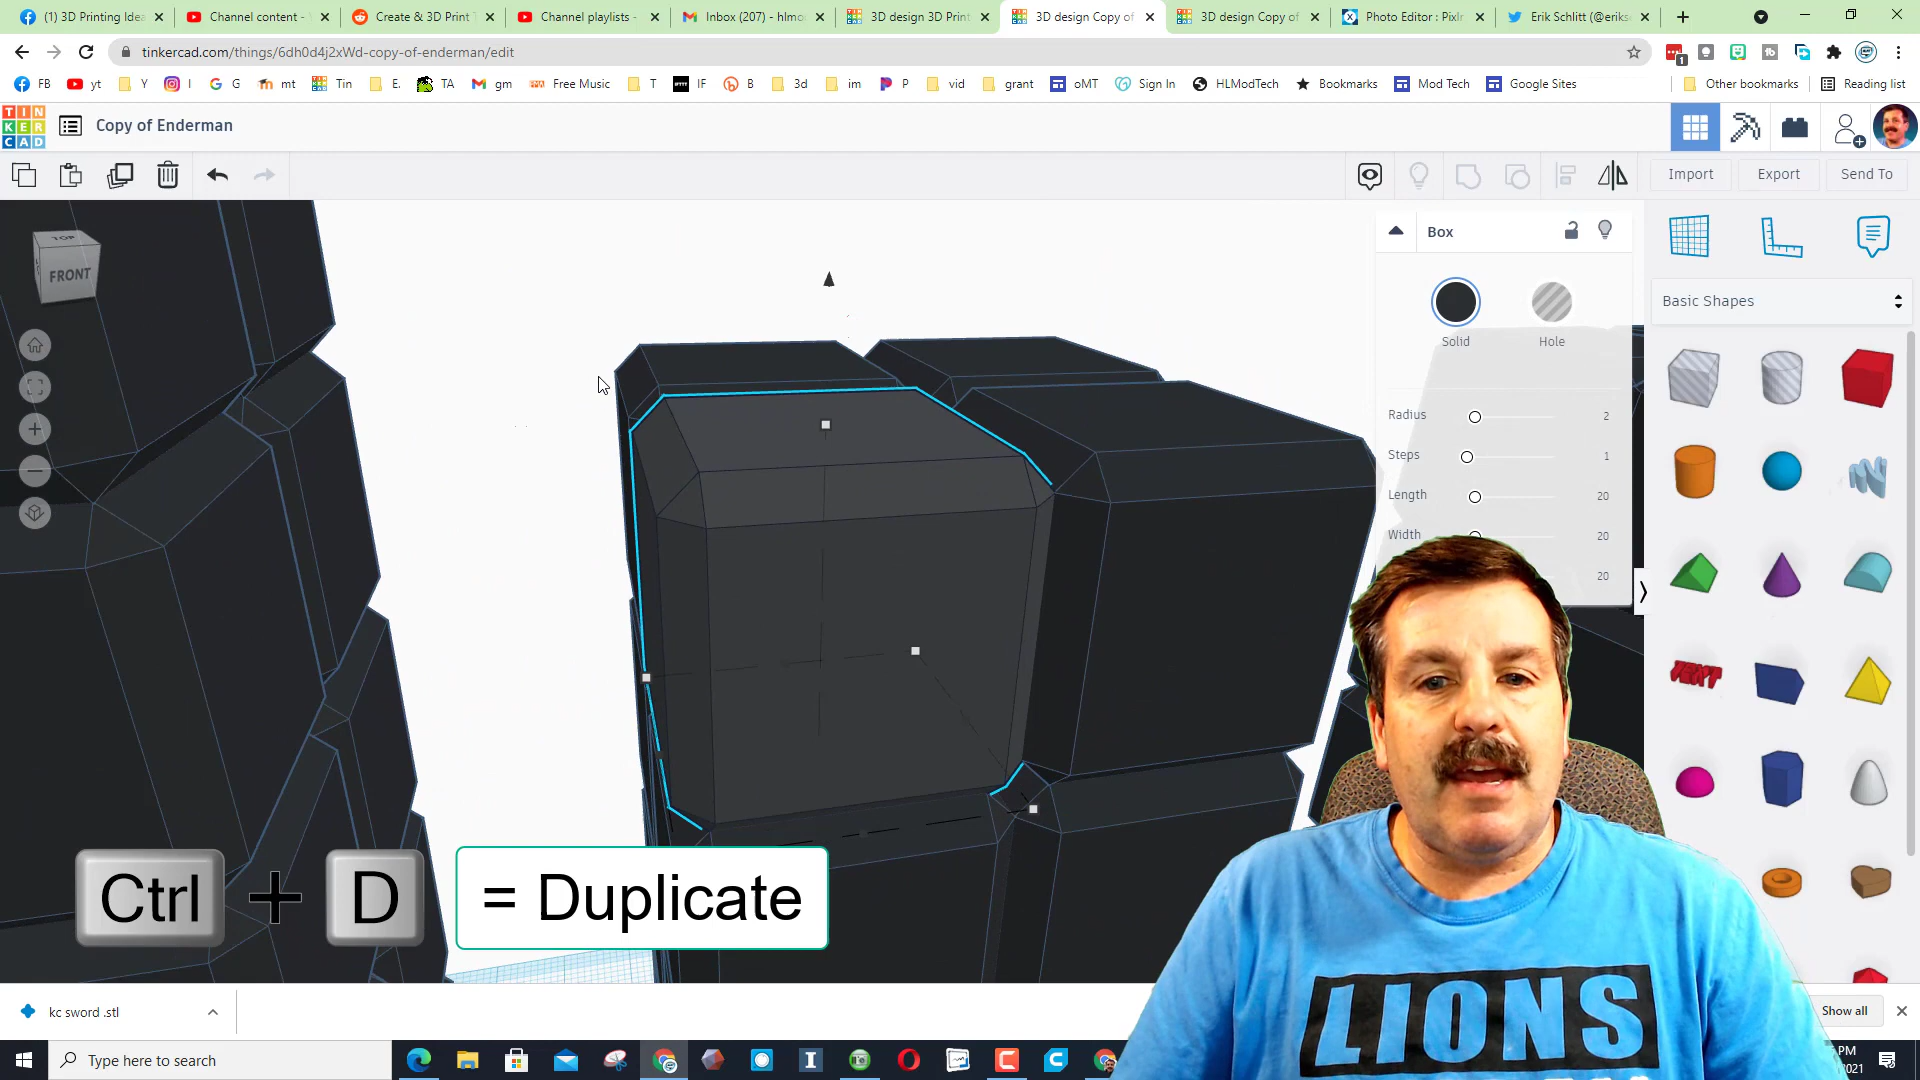 (1) 3D Printing Idea
Channel content -
Create & 3D Print
Channel playlists -
Inbox (207) - hlmo
3D design 3D Print
3D design Copy of
3D design Copy of
Photo Editor : Pixlr
Erik Schlitt (@eriks
tinkercad.com/things/6dh0d4j2xWd-copy-of-enderman/edit
1
FB
yt
Y
I
G
mt
Tin
E.
TA
gm
Free Music
T
IF
B
3d
im
P
vid
grant
oMT
Sign In
HLModTech
Bookmarks
Mod Tech
Google Sites
Other bookmarks
Reading list
TIN
KER
CAD
Copy of Enderman
Import
Export
Send To
TOP
FRONT
Box
Solid
Hole
Radius
2
Steps
1
Length
20
Width
20
20
Basic Shapes
TEXT
Ctrl + D = Duplicate
LIONS
kc sword .stl
Show all
Type here to search
PM
2021